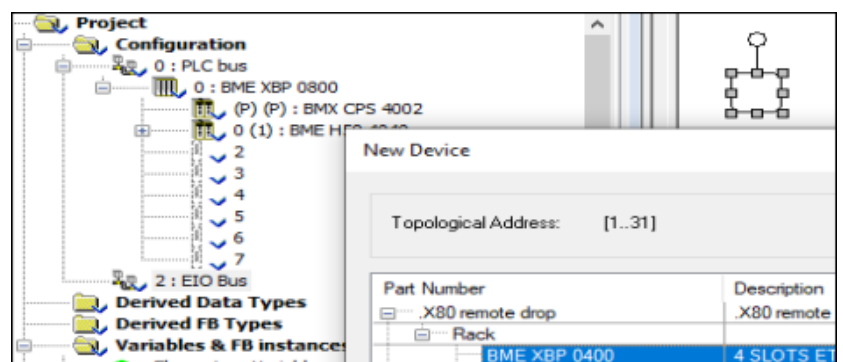 Project
Configuration
0 : PLC bus
0 : BME XBP 0800
(P) (P) : BMX CPS 4002
0 (1) : BME
2
3
4
5
6
7
2 : EIO Bus
Derived Data Types
Derived FB Types
Variables & FB instances
New Device
Topological Address: [1..31]
Part Number Description
.X80 remote drop .X80 remote
Rack
BME XBP 0400 4 SLOTS ET